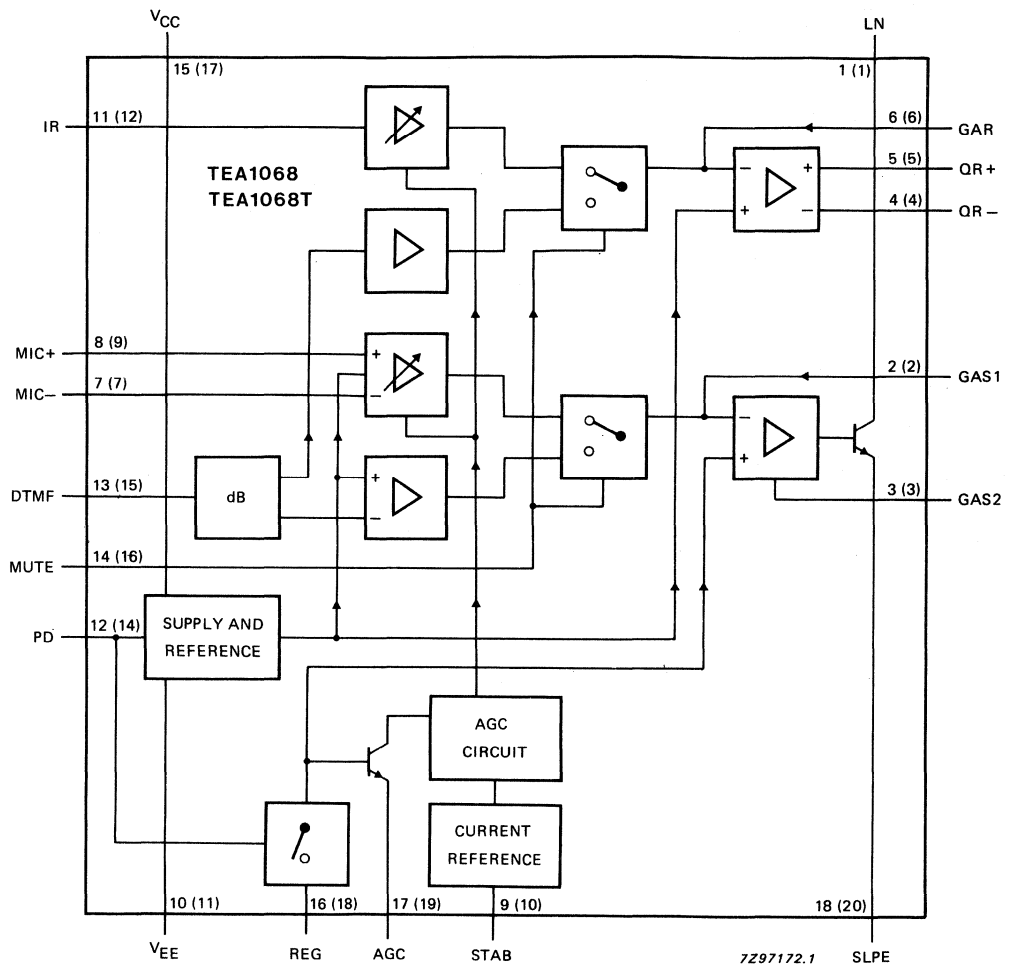 VCC
LN
15 (17)
1 (1)
IR
11 (12)
6 (6)
GAR
TEA1068
TEA1068T
5 (5)
QR+
4 (4)
QR−
−
+
+
−
MIC+
8 (9)
+
MIC−
7 (7)
−
2 (2)
GAS1
−
+
DTMF
13 (15)
dB
+
−
3 (3)
GAS2
MUTE
14 (16)
PD
12 (14)
SUPPLY AND
REFERENCE
AGC
CIRCUIT
CURRENT
REFERENCE
10 (11)
16 (18)
17 (19)
9 (10)
18 (20)
VEE
REG
AGC
STAB
7Z97172.1
SLPE